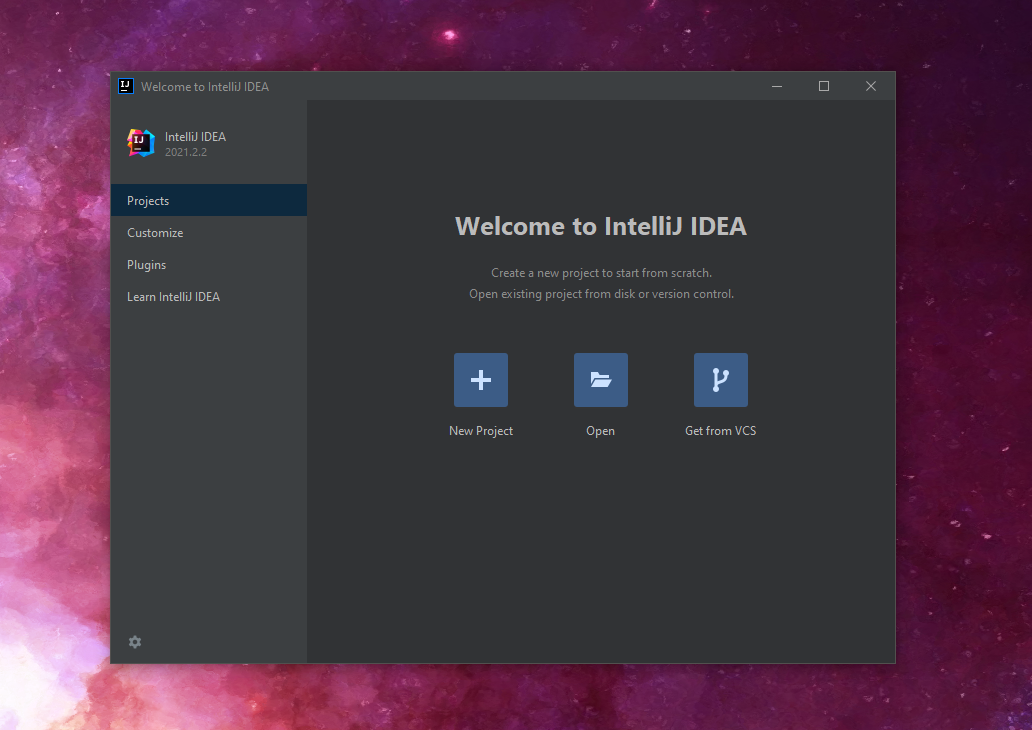 Welcome to IntelliJ IDEA
IntelliJ IDEA
2021.2.2
Projects
Customize
Plugins
Learn IntelliJ IDEA
Welcome to IntelliJ IDEA
Create a new project to start from scratch.
Open existing project from disk or version control.
New Project
Open
Get from VCS